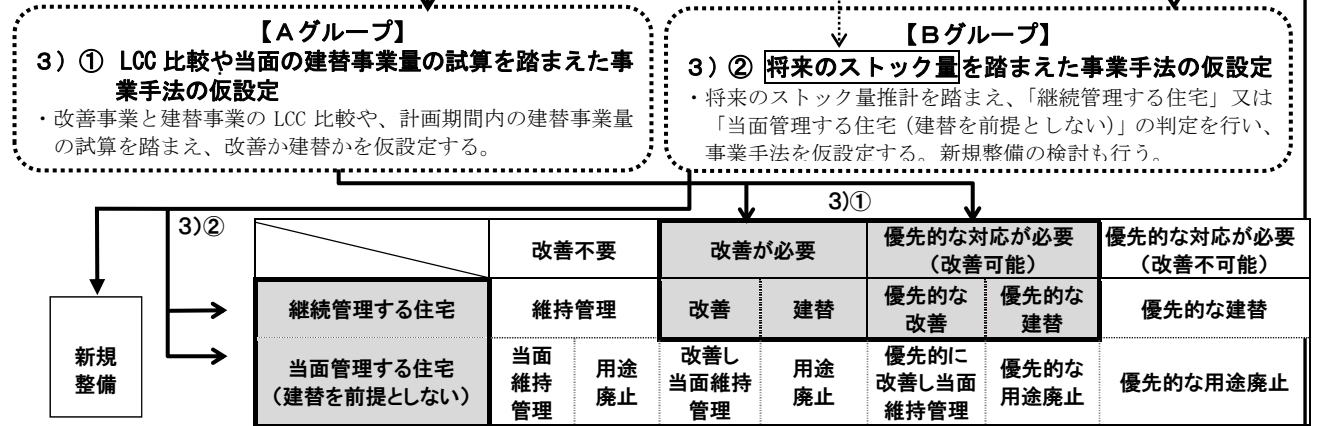 【Aグループ】
3）① LCC 比較や当面の建替事業量の試算を踏まえた事
業手法の仮設定
・改善事業と建替事業の LCC 比較や、計画期間内の建替事業量
の試算を踏まえ、改善か建替かを仮設定する。
【Bグループ】
3）② 将来のストック量を踏まえた事業手法の仮設定
・将来のストック量推計を踏まえ、「継続管理する住宅」又は
「当面管理する住宅（建替を前提としない）」の判定を行い、
事業手法を仮設定する。新規整備の検討も行う。
3)①
3)②
改善不要
改善が必要
優先的な対応が必要
（改善可能）
優先的な対応が必要
（改善不可能）
新規
整備
継続管理する住宅
維持管理
改善
建替
優先的な
改善
優先的な
建替
優先的な建替
当面管理する住宅
（建替を前提としない）
当面
維持
管理
用途
廃止
改善し
当面維持
管理
用途
廃止
優先的に
改善し当面
維持管理
優先的な
用途廃止
優先的な用途廃止